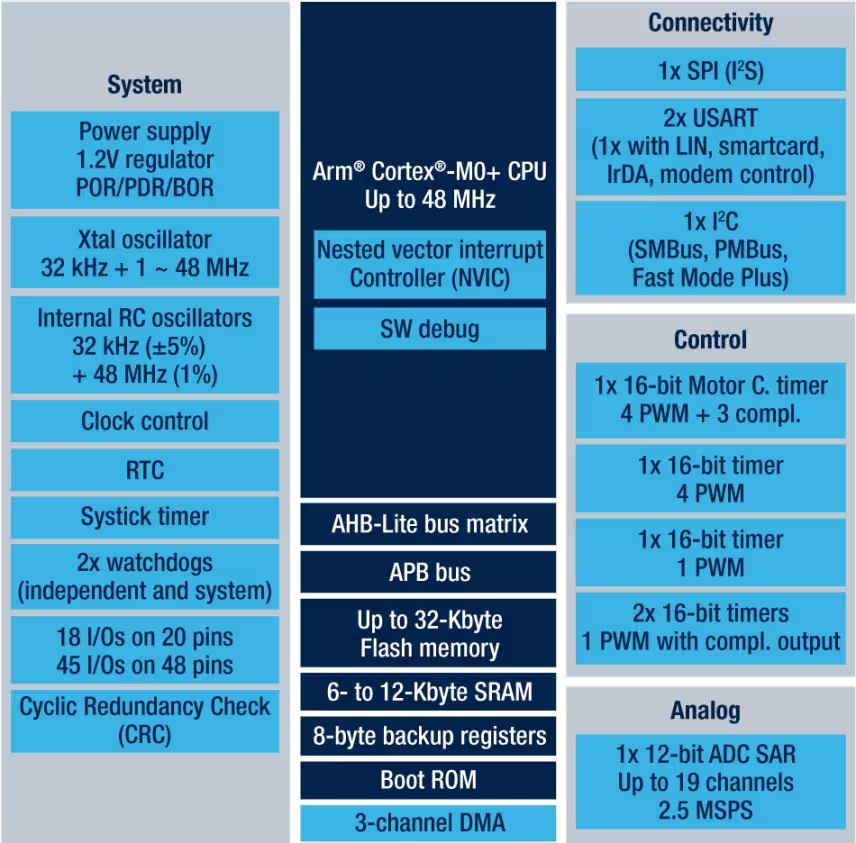 System
Power supply
1.2V regulator
POR/PDR/BOR
Xtal oscillator
32 kHz + 1 ~ 48 MHz
Internal RC oscillators
32 kHz (±5%)
+ 48 MHz (1%)
Clock control
RTC
Systick timer
2x watchdogs
(independent and system)
18 I/Os on 20 pins
45 I/Os on 48 pins
Cyclic Redundancy Check
(CRC)
Arm® Cortex®-M0+ CPU
Up to 48 MHz
Nested vector interrupt
Controller (NVIC)
SW debug
AHB-Lite bus matrix
APB bus
Up to 32-Kbyte
Flash memory
6- to 12-Kbyte SRAM
8-byte backup registers
Boot ROM
3-channel DMA
Connectivity
1x SPI (I²S)
2x USART
(1x with LIN, smartcard,
IrDA, modem control)
1x I²C
(SMBus, PMBus,
Fast Mode Plus)
Control
1x 16-bit Motor C. timer
4 PWM + 3 compl.
1x 16-bit timer
4 PWM
1x 16-bit timer
1 PWM
2x 16-bit timers
1 PWM with compl. output
Analog
1x 12-bit ADC SAR
Up to 19 channels
2.5 MSPS